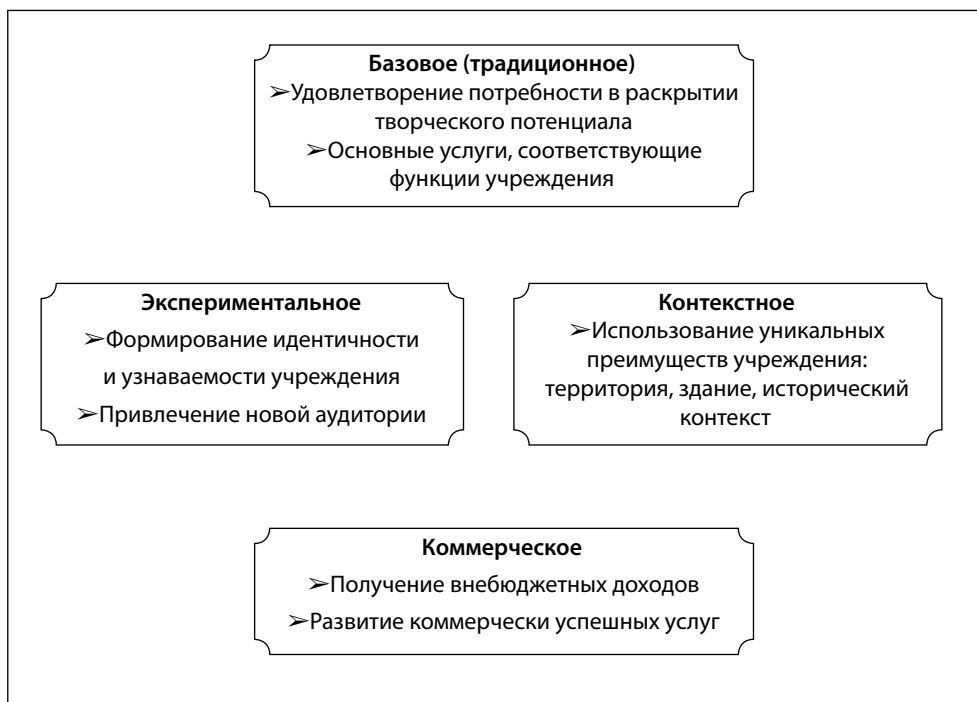 Базовое (традиционное)
➢Удовлетворение потребности в раскрытии
творческого потенциала
➢Основные услуги, соответствующие
функции учреждения
Экспериментальное
➢Формирование идентичности
и узнаваемости учреждения
➢Привлечение новой аудитории
Контекстное
➢Использование уникальных
преимуществ учреждения:
территория, здание, исторический
контекст
Коммерческое
➢Получение внебюджетных доходов
➢Развитие коммерчески успешных услуг